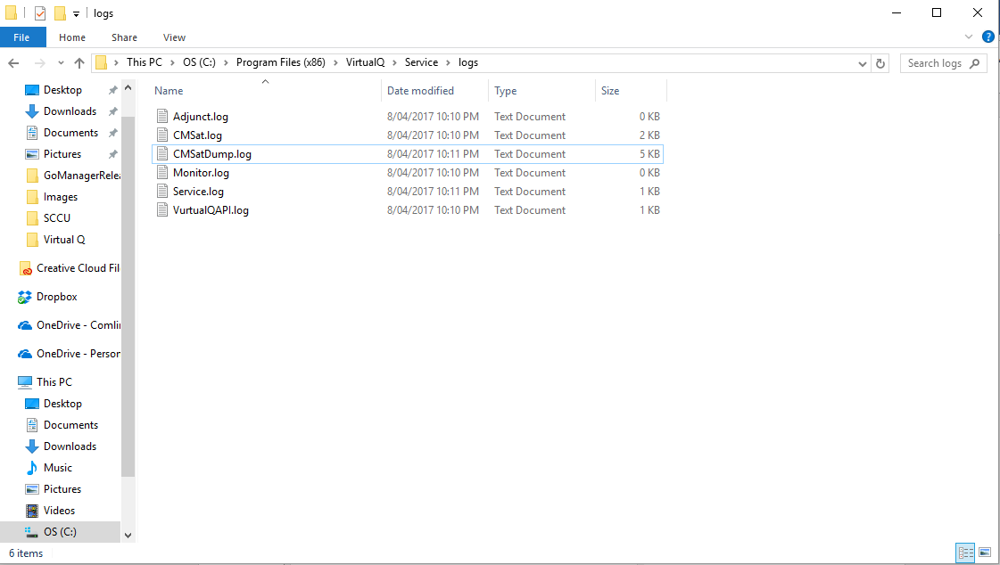 logs
File Home Share View
This PC OS (C:) Program Files (x86) VirtualQ Service logs Search logs
Name Date modified Type Size
Desktop
Downloads
Documents
Pictures
GoManagerRelea
Images
SCCU
Virtual Q
Creative Cloud Fil
Dropbox
OneDrive - Comlin
OneDrive - Person
This PC
Desktop
Documents
Downloads
Music
Pictures
Videos
OS (C:)
Adjunct.log 8/04/2017 10:10 PM Text Document 0 KB
CMSat.log 8/04/2017 10:10 PM Text Document 2 KB
CMSatDump.log 8/04/2017 10:11 PM Text Document 5 KB
Monitor.log 8/04/2017 10:10 PM Text Document 0 KB
Service.log 8/04/2017 10:11 PM Text Document 1 KB
VurtualQAPI.log 8/04/2017 10:10 PM Text Document 1 KB
6 items